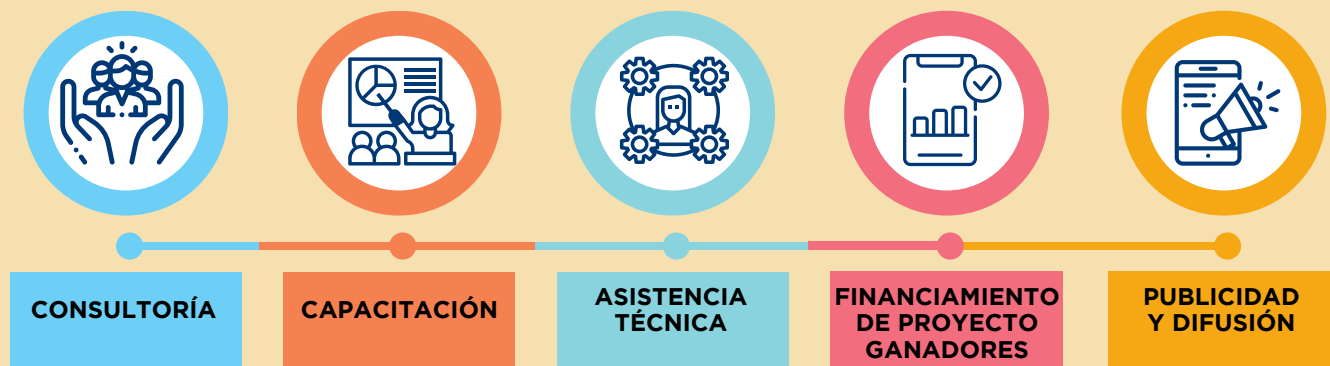 CONSULTORÍA
CAPACITACIÓN
ASISTENCIA
TÉCNICA
FINANCIAMIENTO
DE PROYECTO
GANADORES
PUBLICIDAD
Y DIFUSIÓN